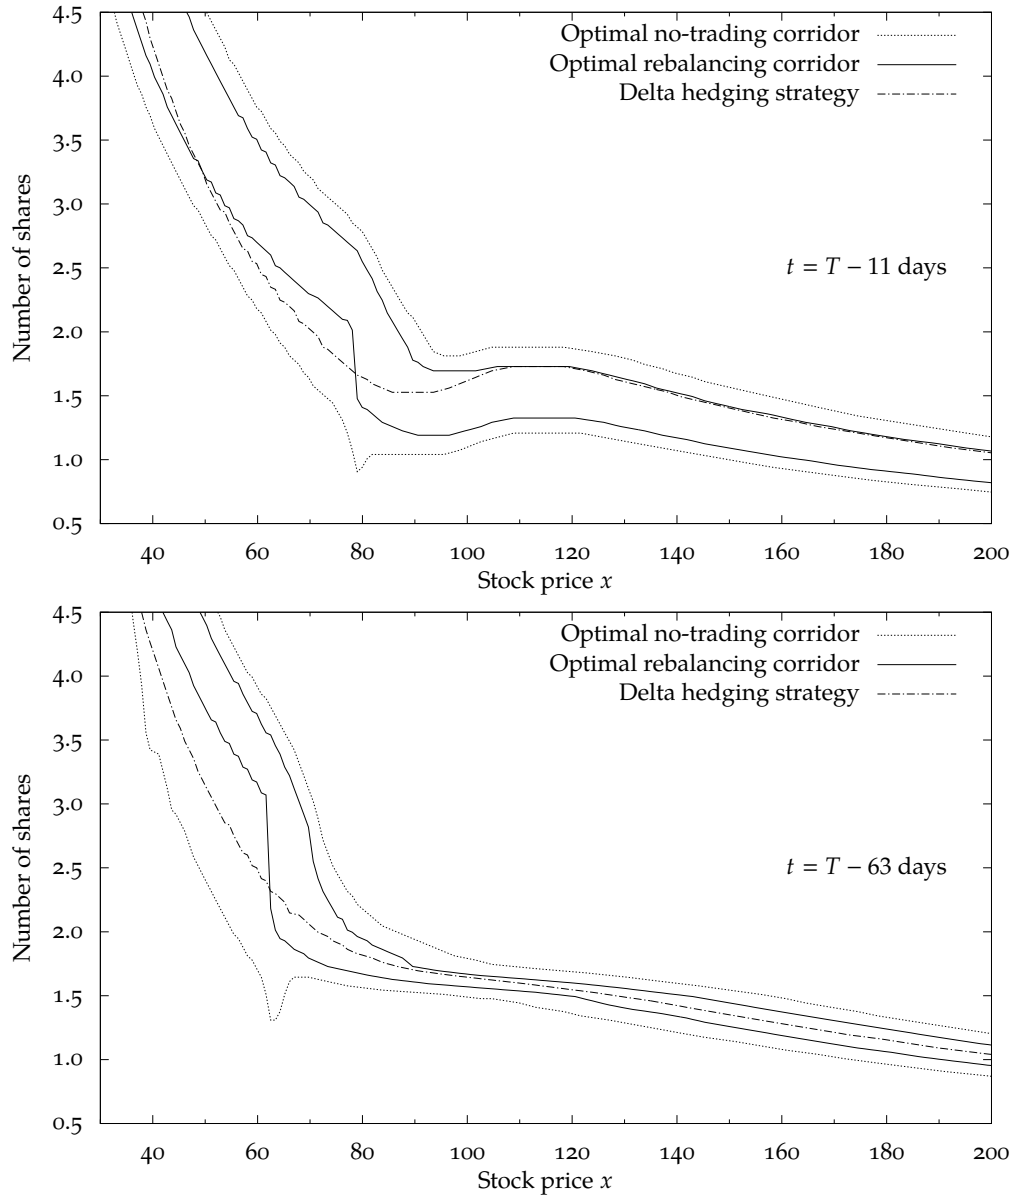 4.5
4.0
3.5
3.0
2.5
2.0
1.5
1.0
0.5
Number of shares
Optimal no-trading corridor
Optimal rebalancing corridor
Delta hedging strategy
t = T − 11 days
40 60 80 100 120 140 160 180 200
Stock price x
4.5
4.0
3.5
3.0
2.5
2.0
1.5
1.0
0.5
Number of shares
Optimal no-trading corridor
Optimal rebalancing corridor
Delta hedging strategy
t = T − 63 days
40 60 80 100 120 140 160 180 200
Stock price x